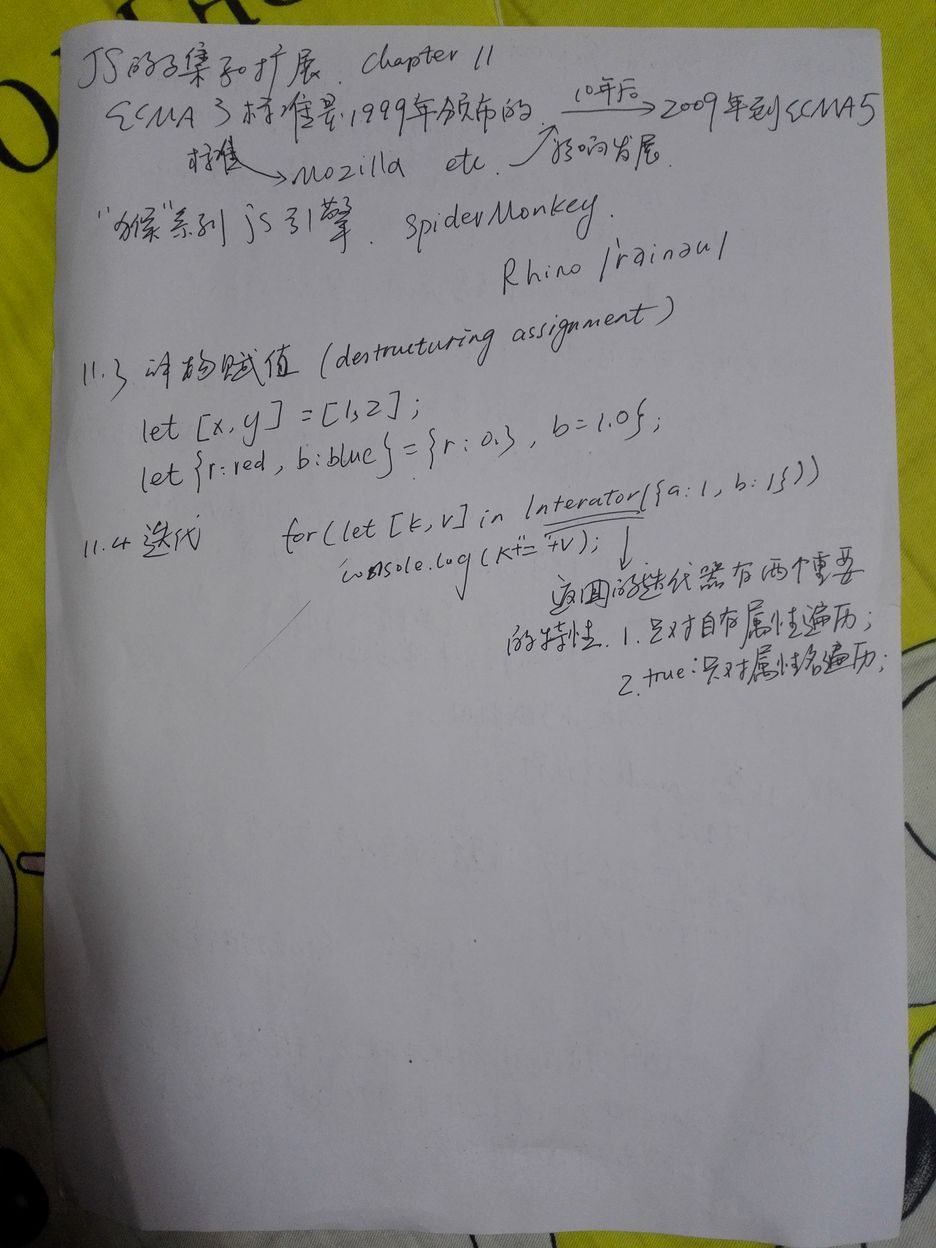 JS的子集和扩展. chapter 11
ECMA 3 标准是1999年颁布的. 10年后 2009年到ECMA5
标准 Mozilla etc. 影响发展.
"猴"系列 js 引擎. SpiderMonkey.
Rhino /'rainəu/
11.3 解构赋值 (destructuring assignment)
let [x, y] = [1,2];
let {r:red, b:blue} = {r:0.3, b=1.0};
11.4 迭代 for(let [k,v] in Interator({a:1, b:1}))
console.log(k+"="+v);
返回的迭代器有两个重要
的特性. 1. 只对自有属性遍历;
2. true:只对属性名遍历;